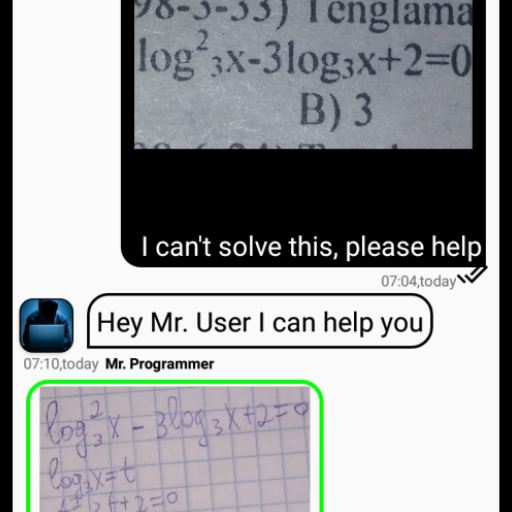 98-5-33) Tenglama
log²₃x-3log₃x+2=0
B) 3
I can't solve this, please help
07:04,today
Hey Mr. User I can help you
07:10,today Mr. Programmer
log²₃x - 3log₃x+2=0
log₃x=t